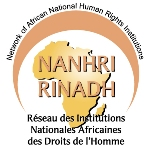 Network of African National Human Rights Institutions
NANHRI
RINADH
Réseau des Institutions
Nationales Africaines
des Droits de l'Homme